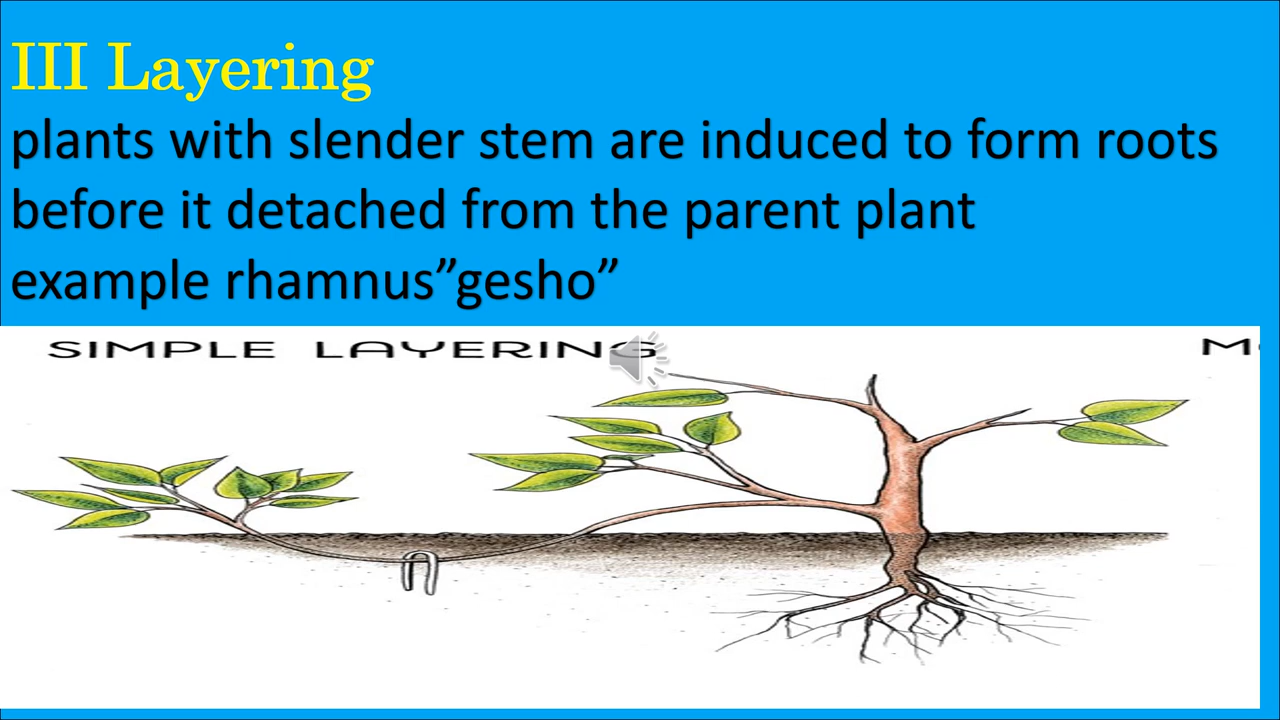 III Layering
plants with slender stem are induced to form roots
before it detached from the parent plant
example rhamnus”gesho”
SIMPLE LAYERING